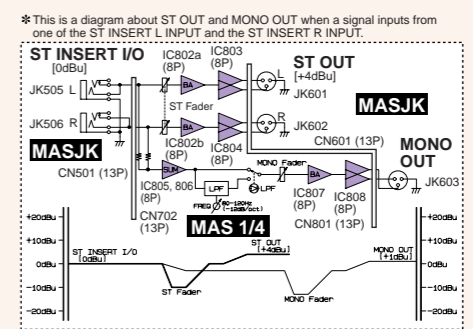 ✻ This is a diagram about ST OUT and MONO OUT when a signal inputs from
one of the ST INSERT L INPUT and the ST INSERT R INPUT.
ST INSERT I/O
[0dBu]
IC802a
(8P)
IC803
(8P)
ST OUT
[+4dBu]
JK505 L
BA
L
JK601
ST Fader
MASJK
JK506 R
BA
R
JK602
MASJK
IC802b
(8P)
IC804
(8P)
CN601 (13P)
MONO
OUT
CN501 (13P)
SUM
MONO Fader
BA
JK603
IC805, 806
(8P)
LPF
LPF
IC807
(8P)
IC808
(8P)
FREQ
60-120Hz
(-12dB/oct)
CN702
(13P)
MAS 1/4
CN801 (13P)
+20dBu
+20dBu
+10dBu
+10dBu
ST INSERT I/O
[0dBu]
ST OUT
[+4dBu]
MONO OUT
[+1dBu]
0dBu
0dBu
-10dBu
-10dBu
ST Fader
MONO Fader
-20dBu
-20dBu